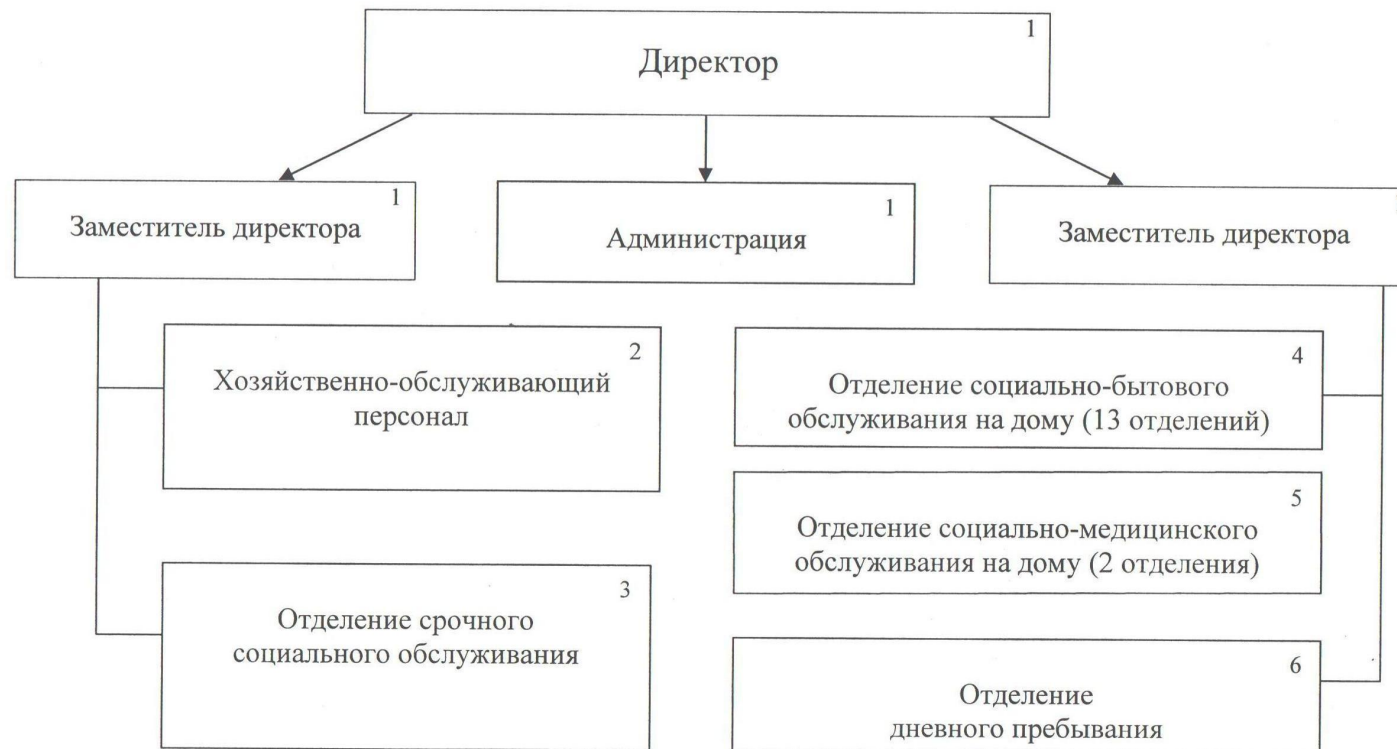 1
Директор
1
Заместитель директора
1
Администрация
Заместитель директора
2
Хозяйственно-обслуживающий
персонал
3
Отделение срочного
социального обслуживания
4
Отделение социально-бытового
обслуживания на дому (13 отделений)
5
Отделение социально-медицинского
обслуживания на дому (2 отделения)
6
Отделение
дневного пребывания